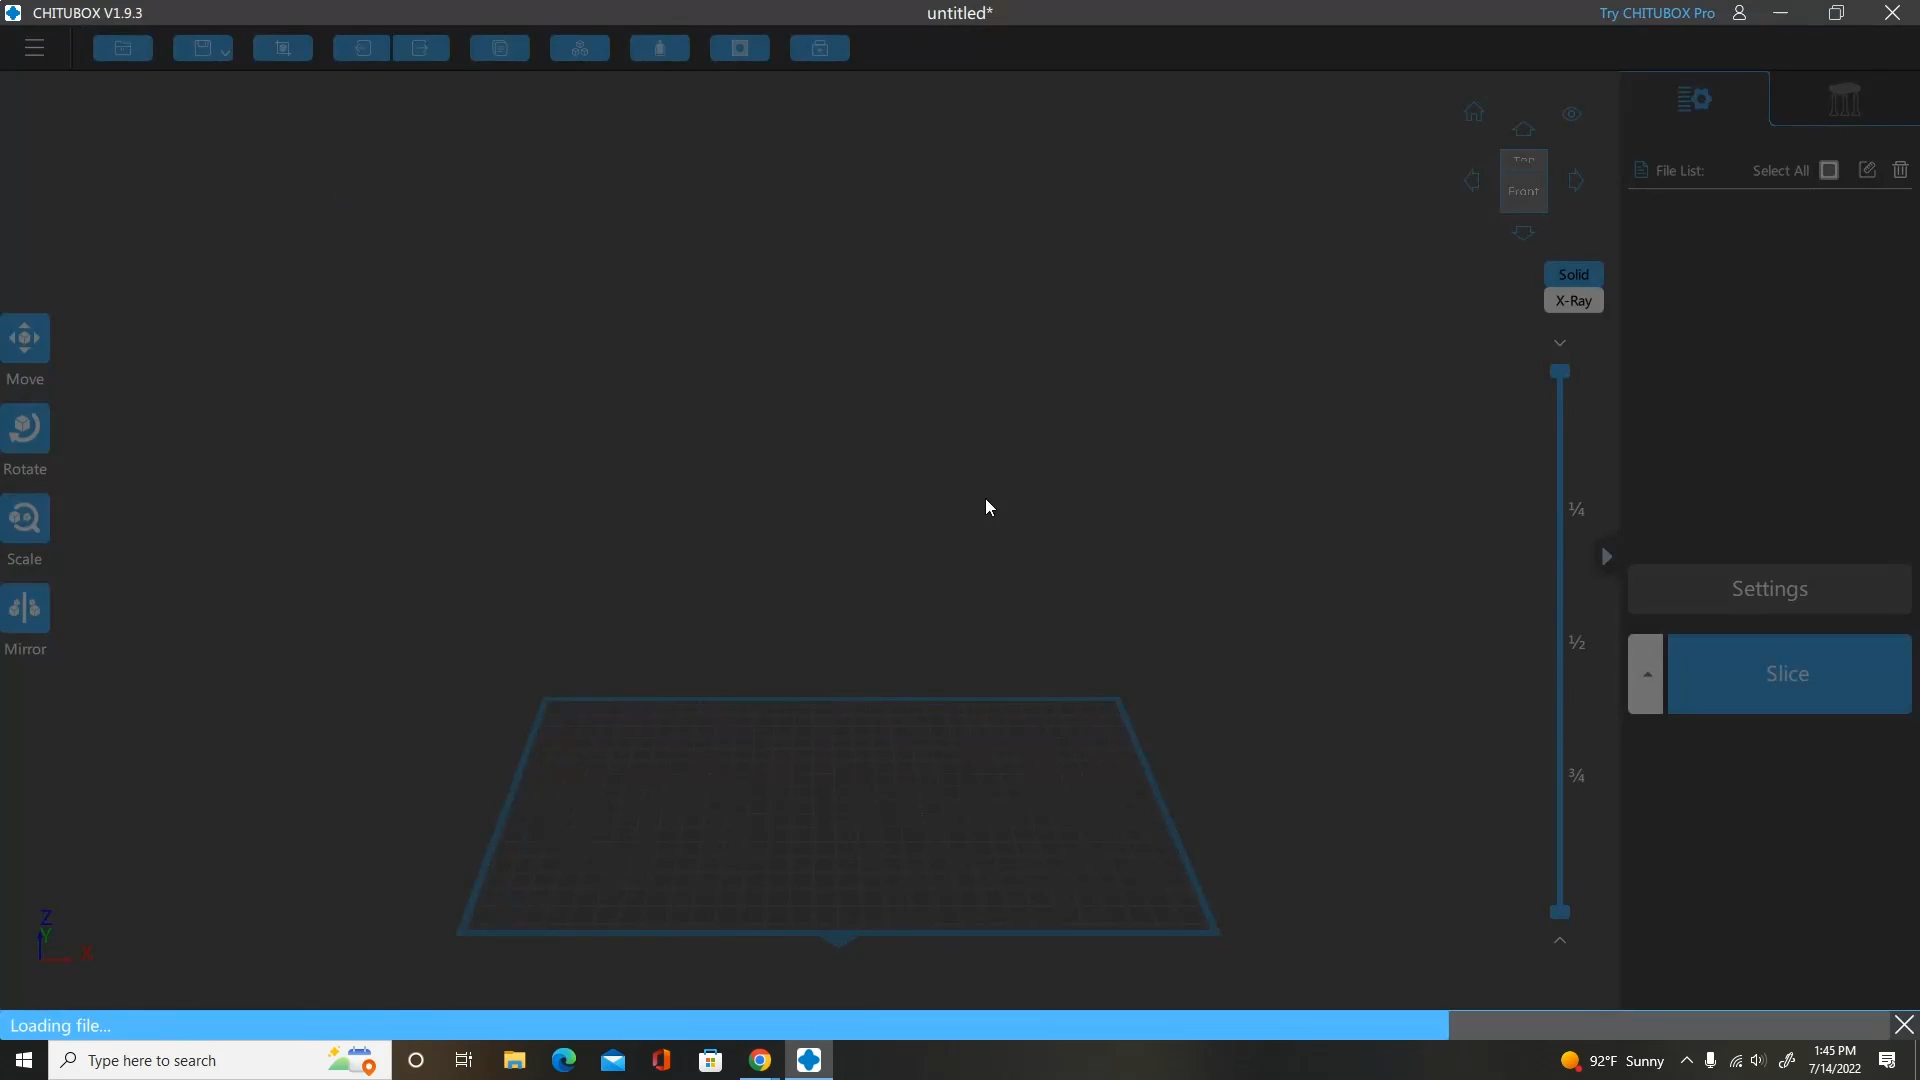 CHITUBOX V1.9.3
untitled*
Try CHITUBOX Pro
File List:
Select All
Top
Front
Solid
X-Ray
Move
Rotate
Scale
Mirror
¼
½
¾
Settings
Slice
Z
Y
X
Loading file...
Type here to search
92°F Sunny
1:45 PM
7/14/2022